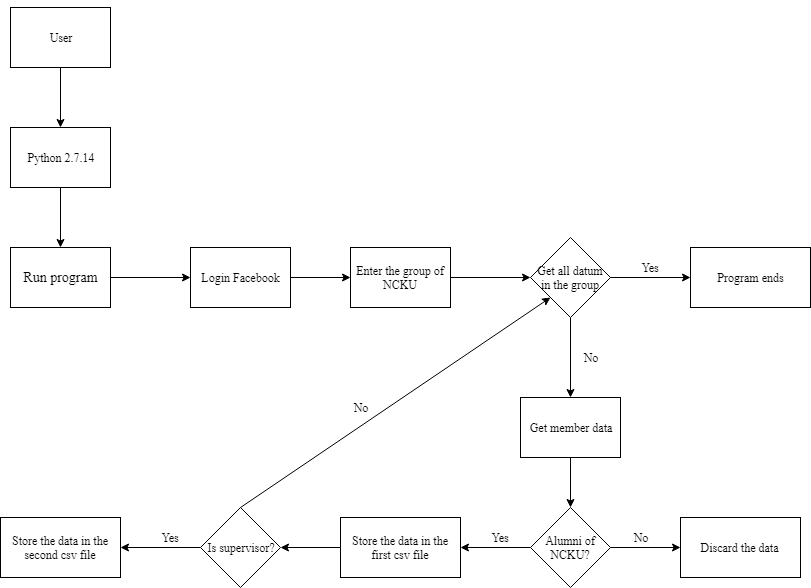 User
Python 2.7.14
Run program
Login Facebook
Enter the group of
NCKU
Get all datum
in the group
Yes
Program ends
No
No
Get member data
Store the data in the
second csv file
Yes
Is supervisor?
Store the data in the
first csv file
Yes
Alumni of
NCKU?
No
Discard the data